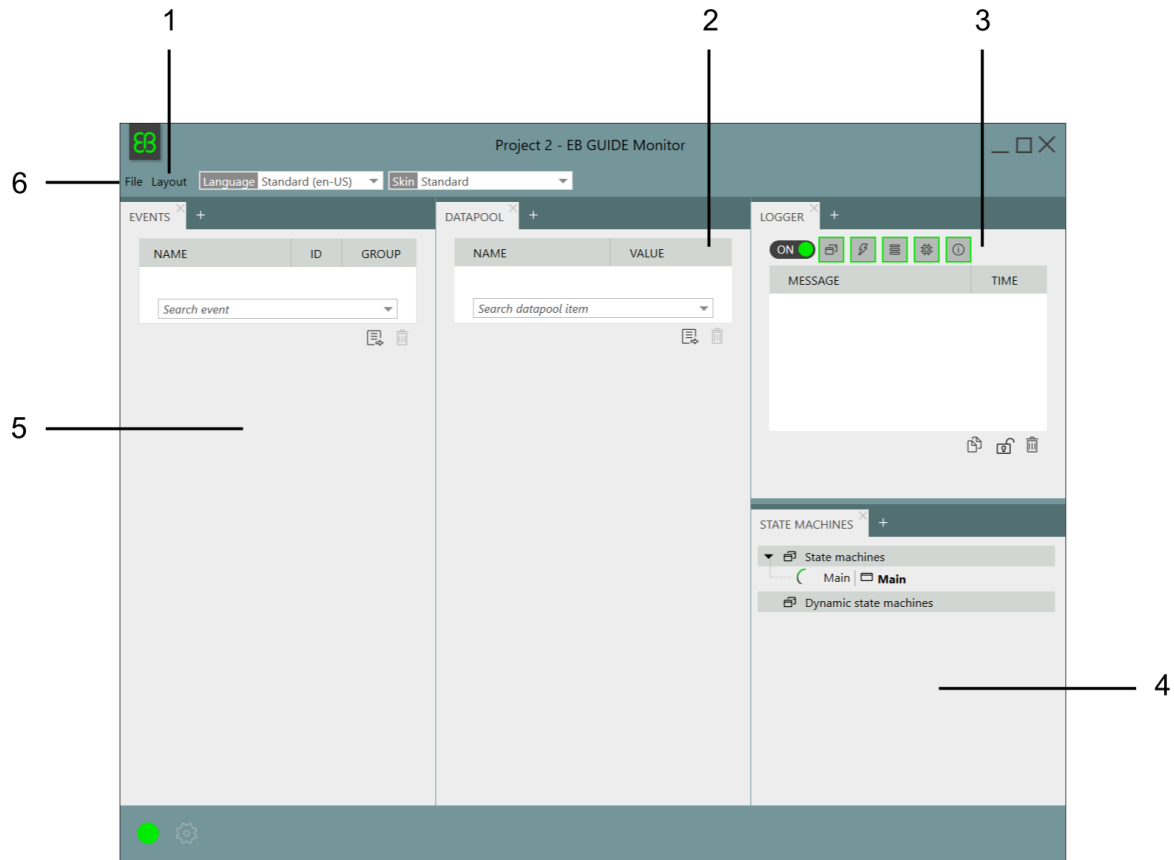 1 2 3
EB
Project 2 - EB GUIDE Monitor
6
File Layout Language Standard (en-US) Skin Standard
EVENTS
NAME ID GROUP
Search event
DATAPOOL
NAME VALUE
Search datapool item
LOGGER
ON
MESSAGE TIME
5
STATE MACHINES
State machines
Main Main
Dynamic state machines
4